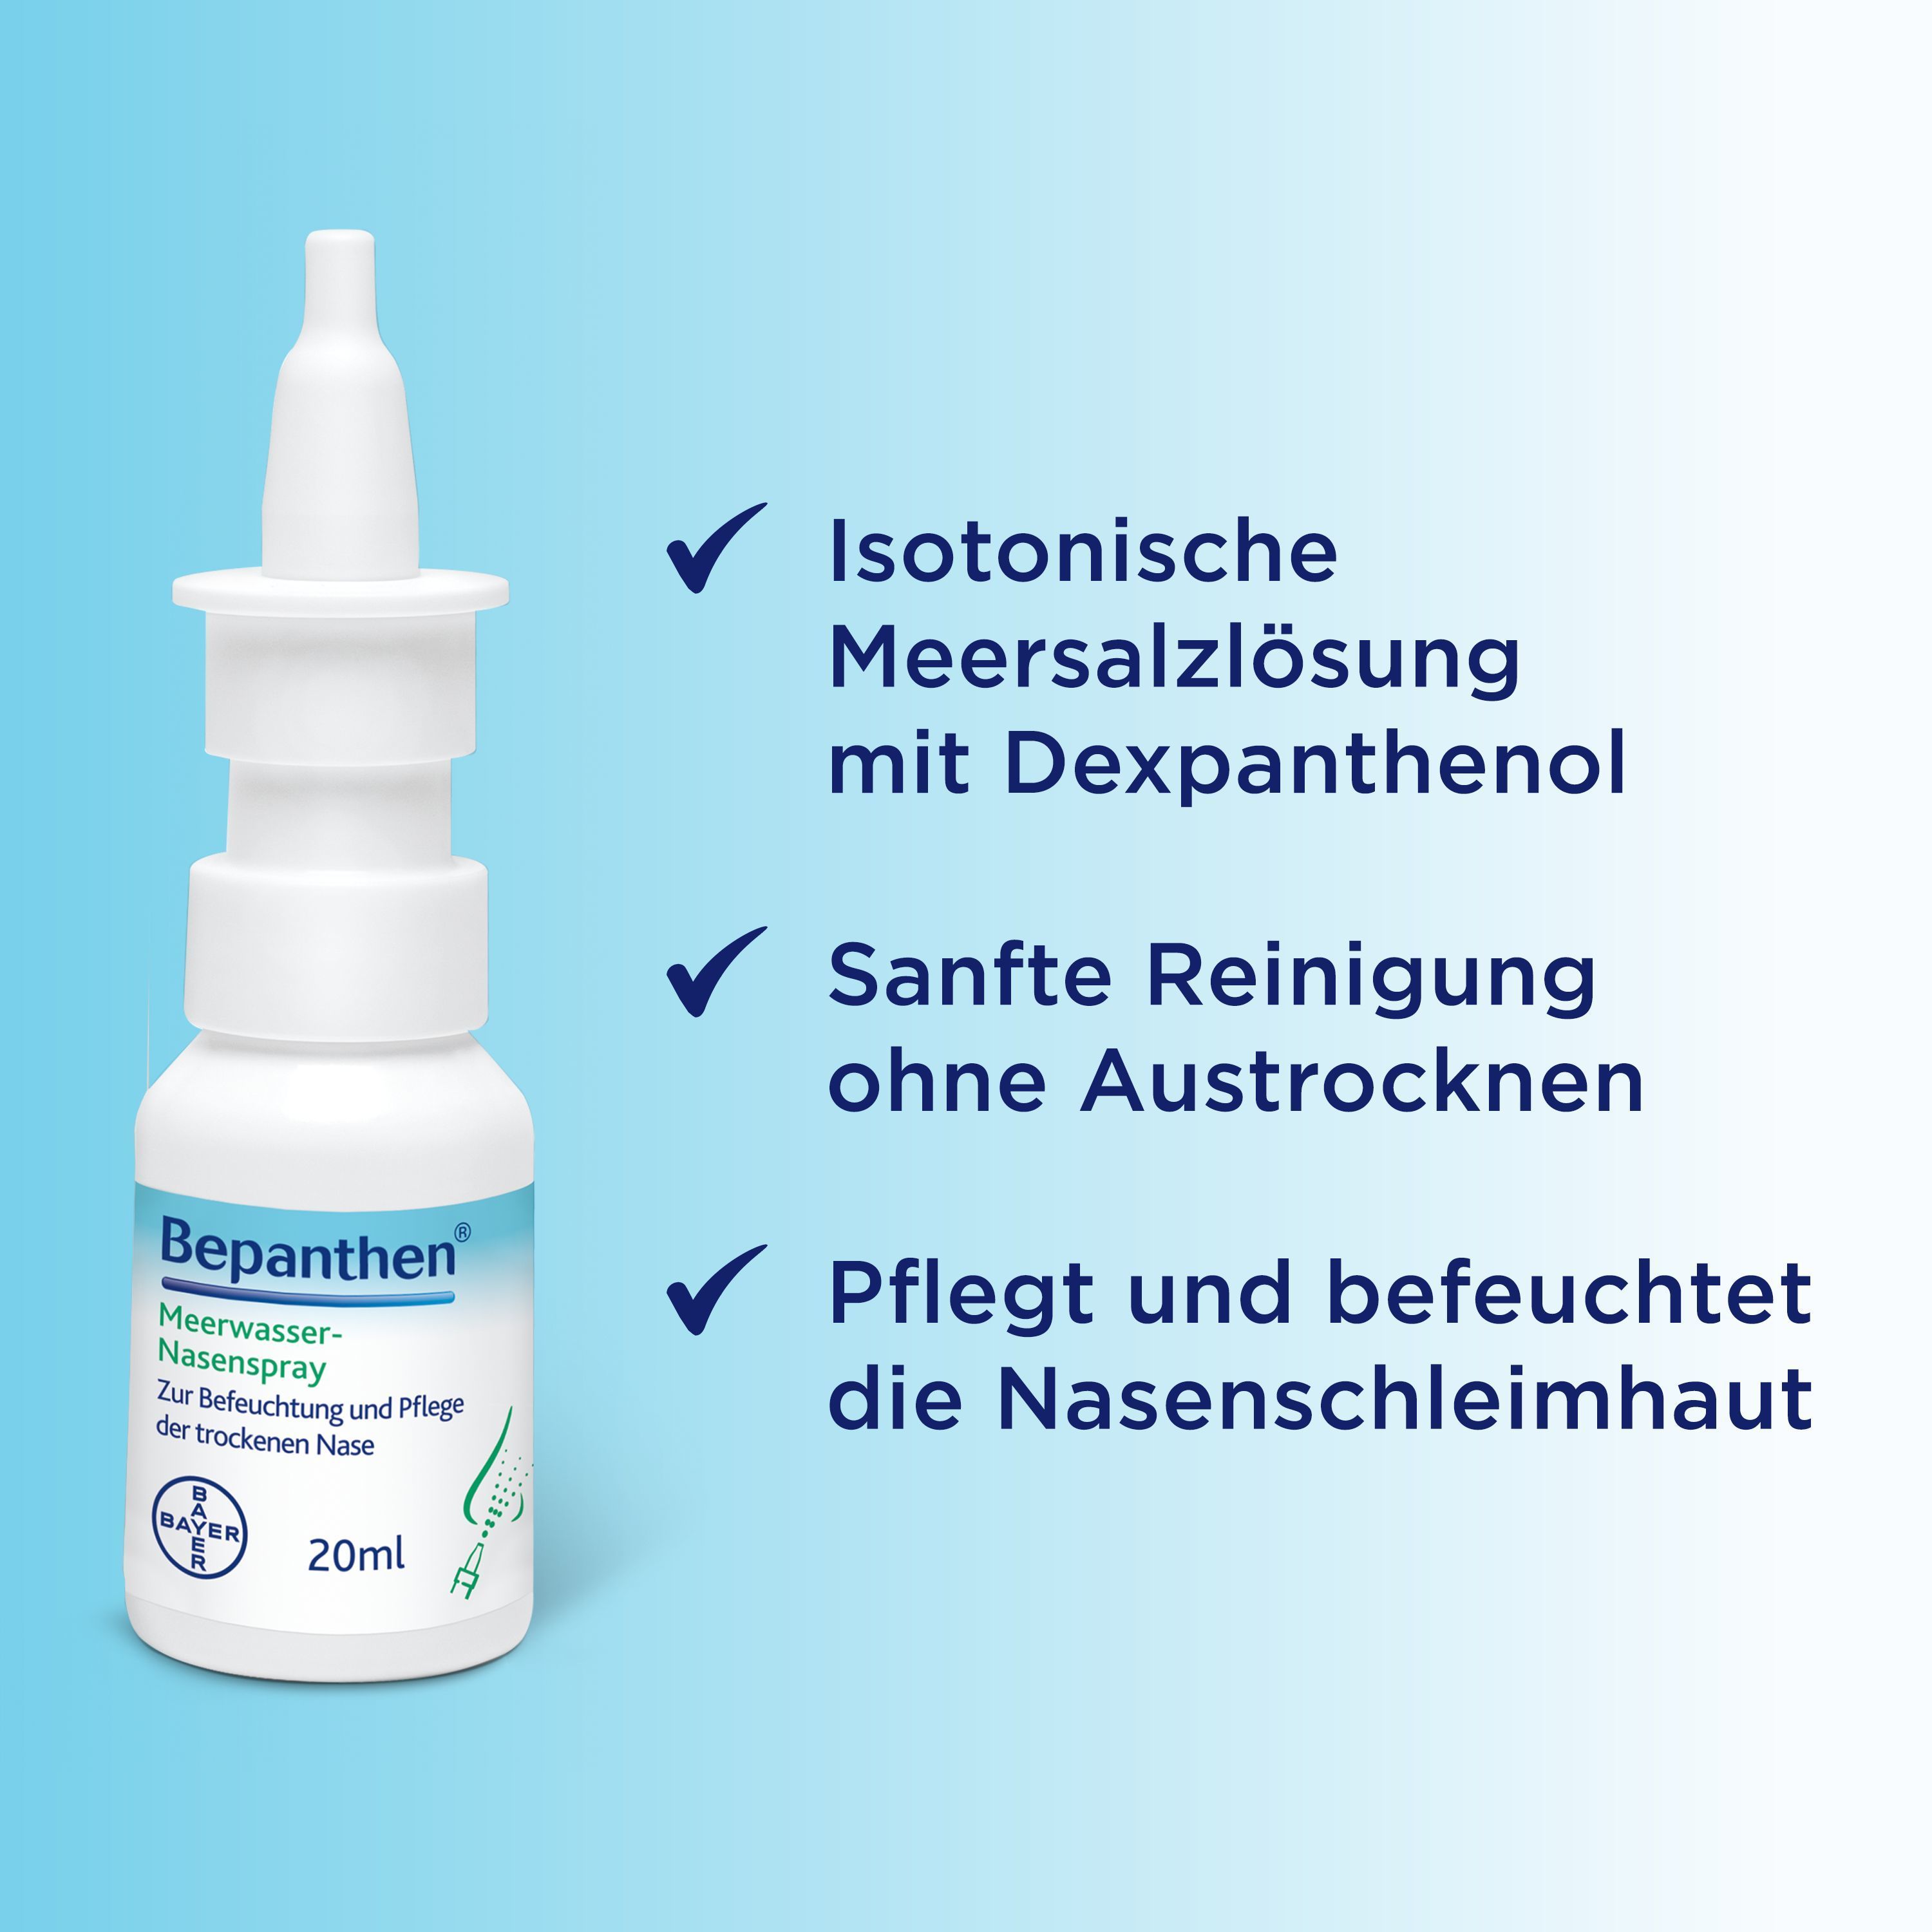 Isotonische
Meersalzlösung
mit Dexpanthenol
Sanfte Reinigung
ohne Austrocknen
Pflegt und befeuchtet
die Nasenschleimhaut
Bepanthen®
Meerwasser-
Nasenspray
Zur Befeuchtung und Pflege
der trockenen Nase
BAYER
BAYER
20ml